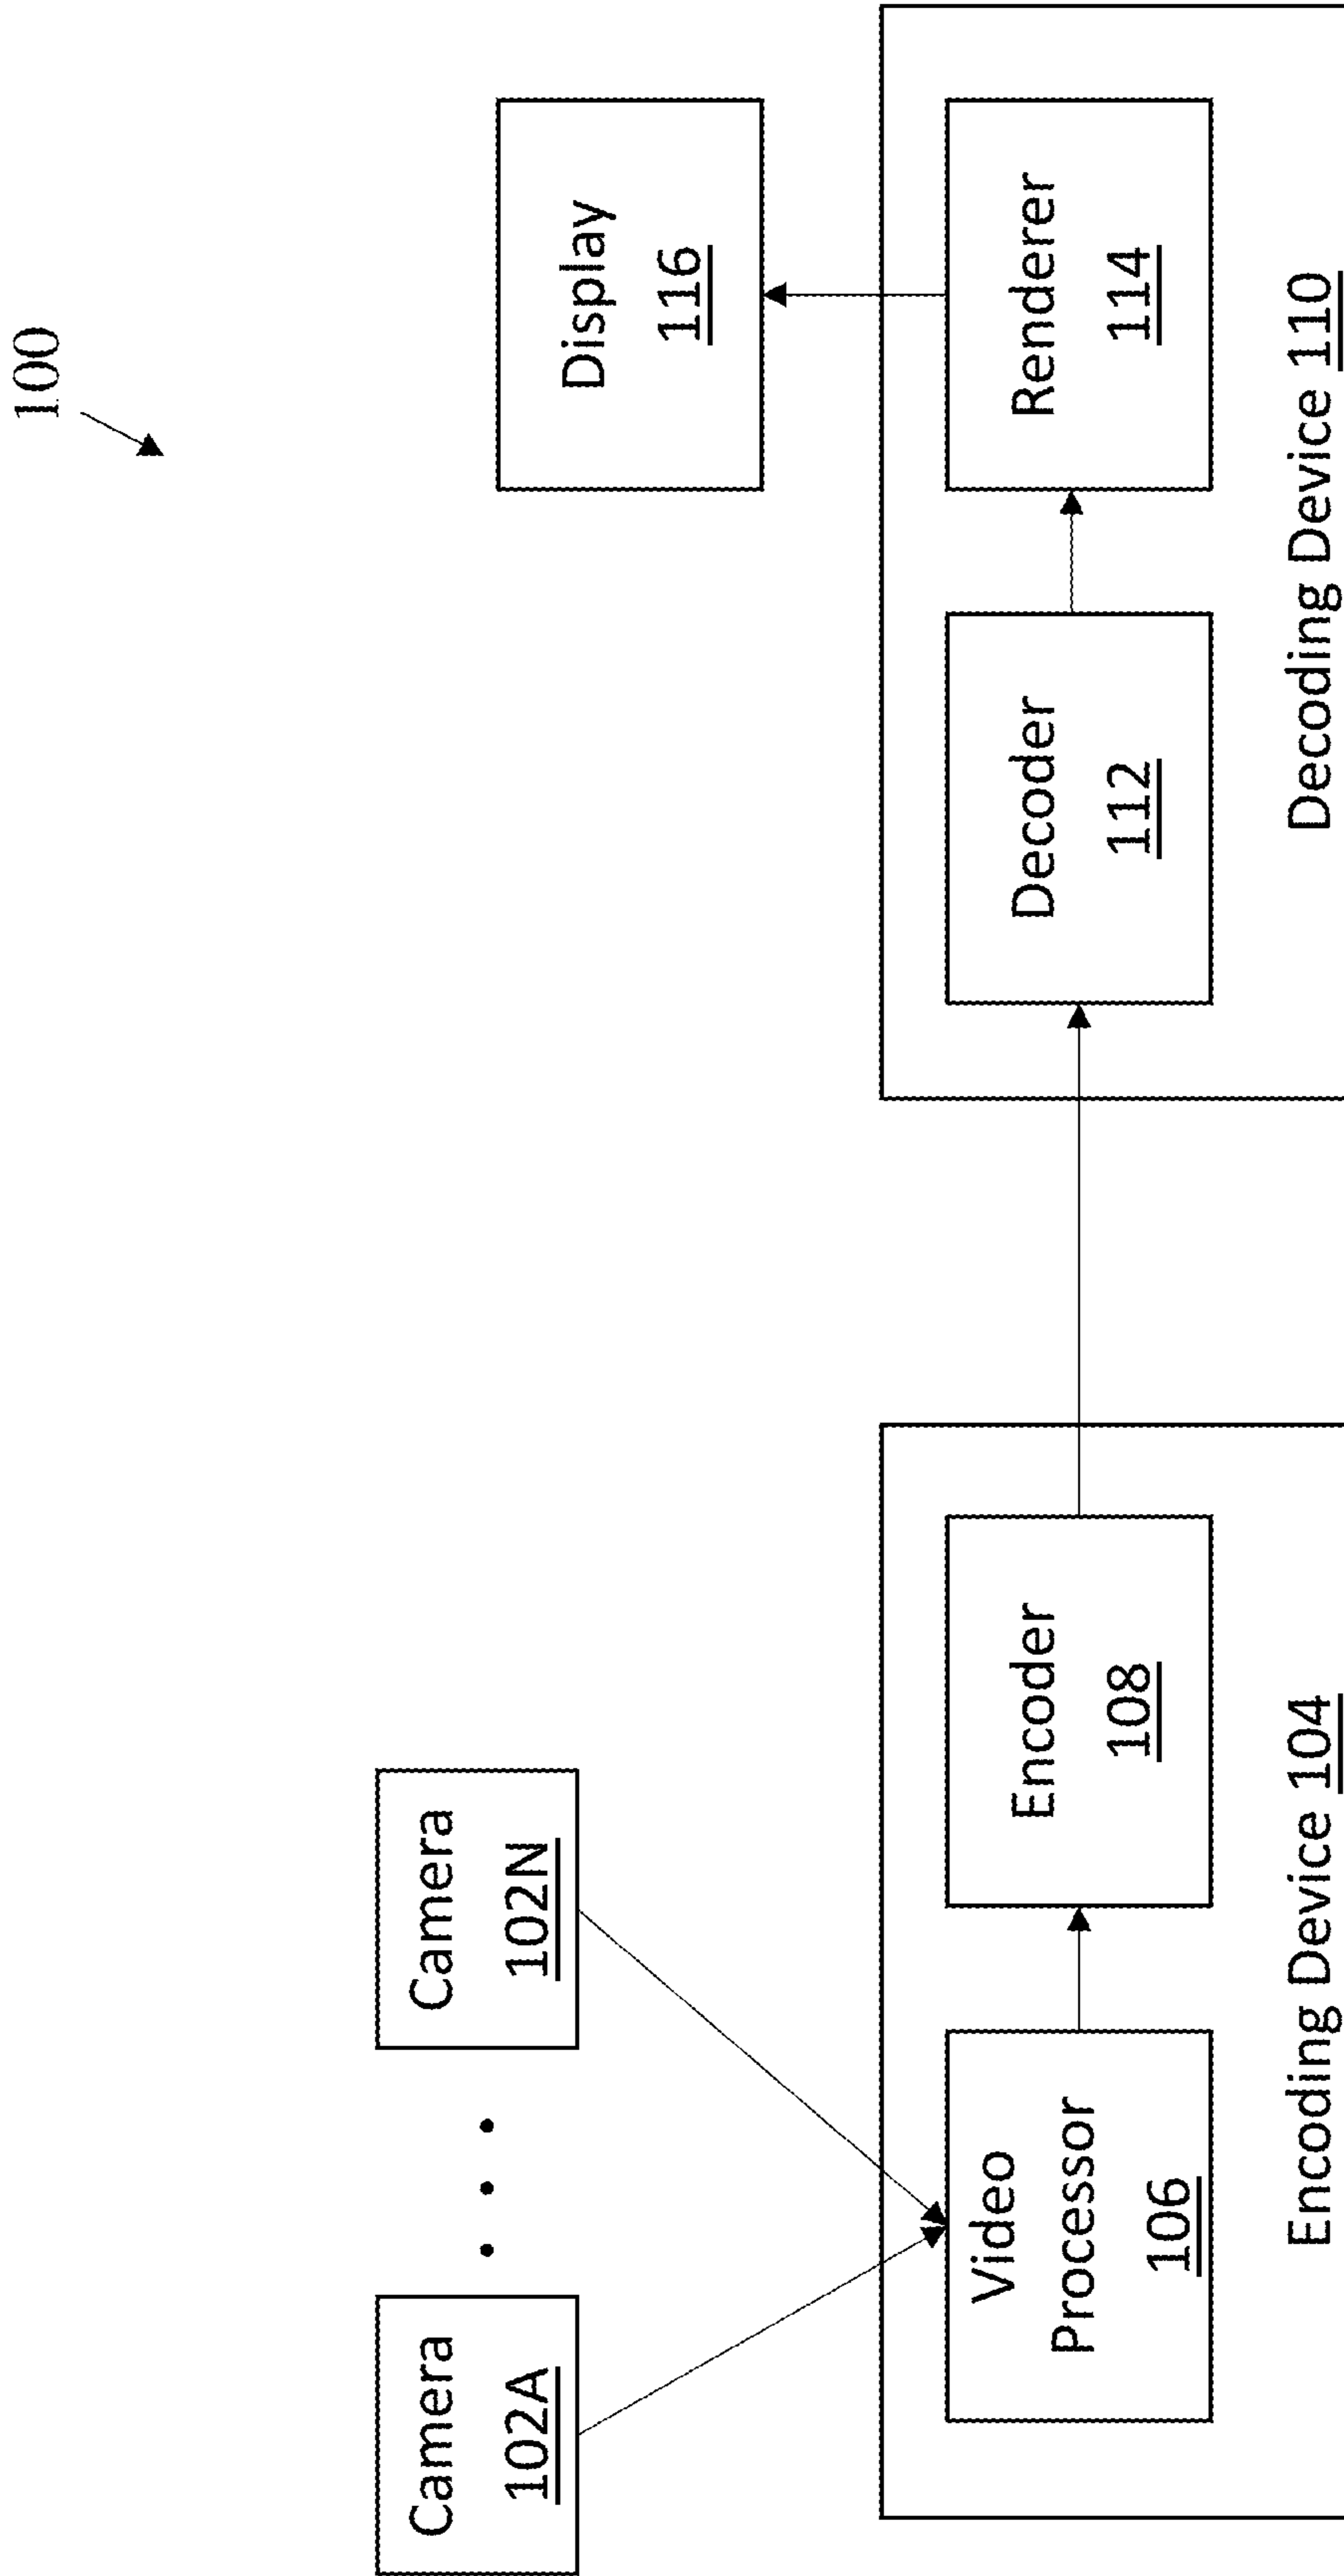 100
Camera
102A
Camera
102N
Display
116
Video
Processor
106
Encoder
108
Decoder
112
Renderer
114
Encoding Device 104
Decoding Device 110